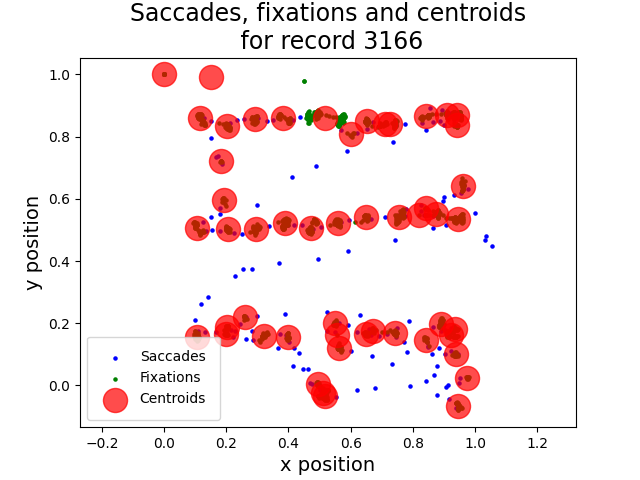 Saccades, fixations and centroids
for record 3166
y position
1.0
0.8
0.6
0.4
0.2
0.0
Saccades
Fixations
Centroids
−0.2 0.0 0.2 0.4 0.6 0.8 1.0 1.2
x position